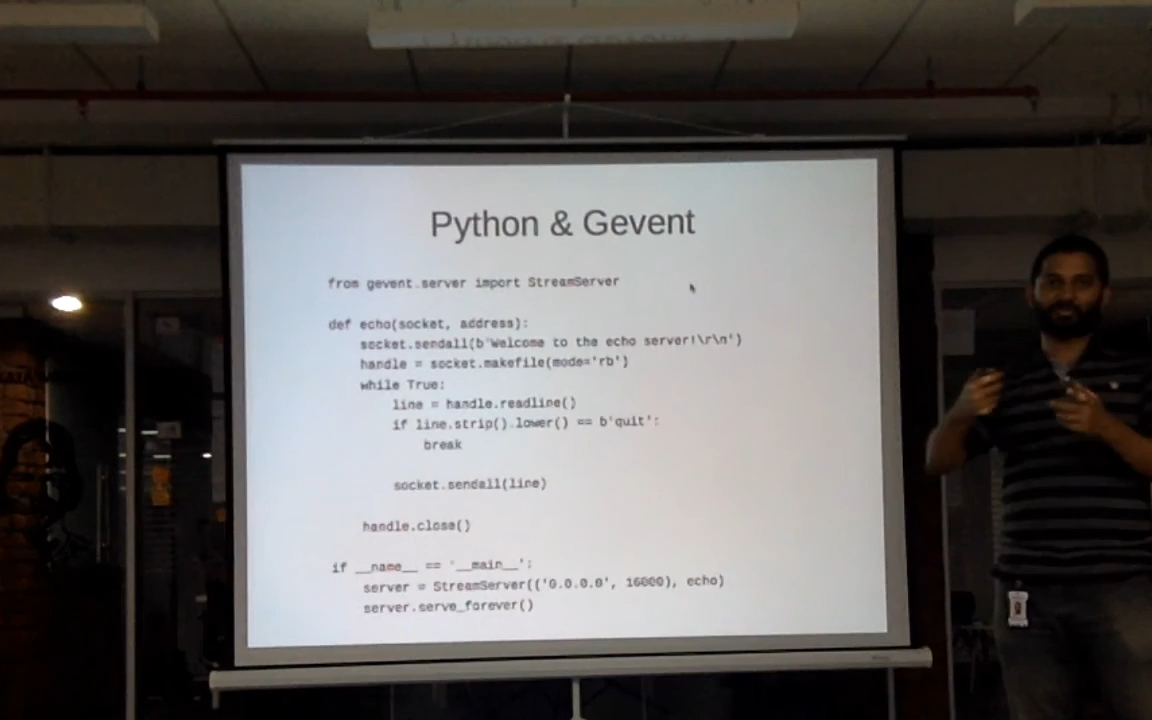 Python & Gevent
from gevent.server import StreamServer
def echo(socket, address):
socket.sendall(b'Welcome to the echo server!\r\n')
handle = socket.makefile(mode='rb')
while True:
line = handle.readline()
if line.strip().lower() == b'quit':
break
socket.sendall(line)
handle.close()
if __name__ == '__main__':
server = StreamServer(('0.0.0.0', 16000), echo)
server.serve_forever()